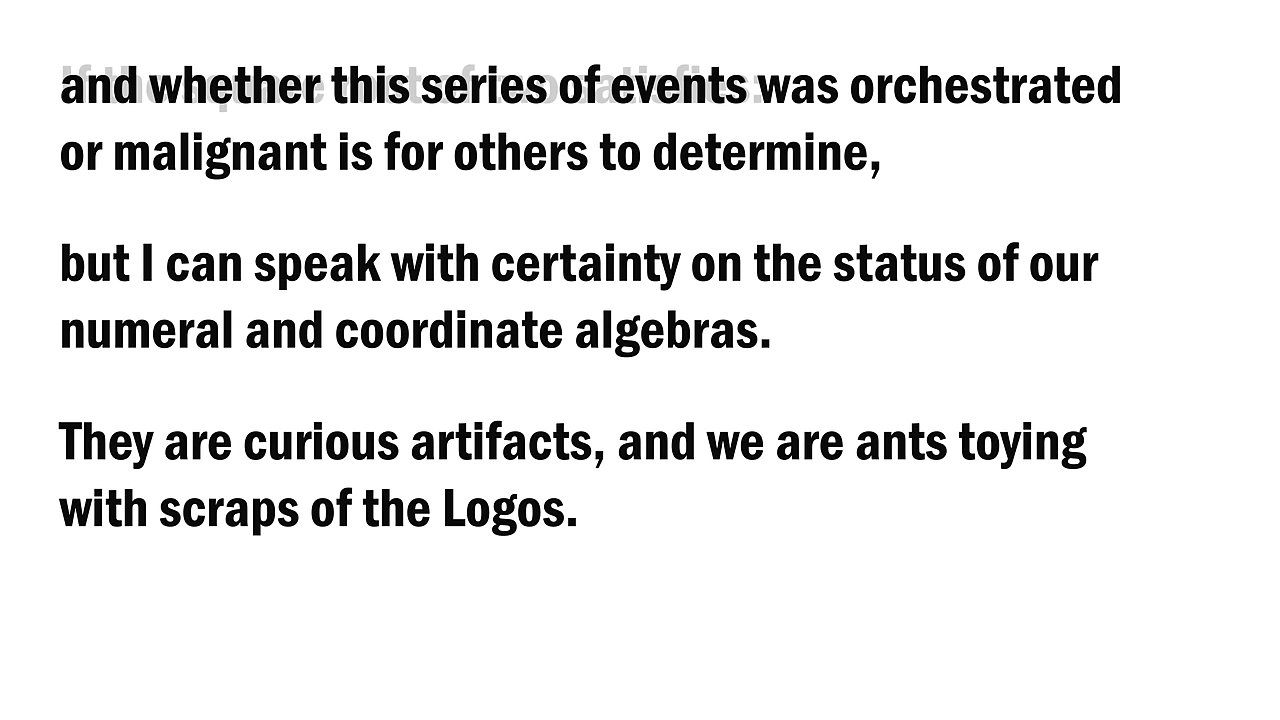 and whether this series of events was orchestrated
or malignant is for others to determine,
but I can speak with certainty on the status of our
numeral and coordinate algebras.
They are curious artifacts, and we are ants toying
with scraps of the Logos.